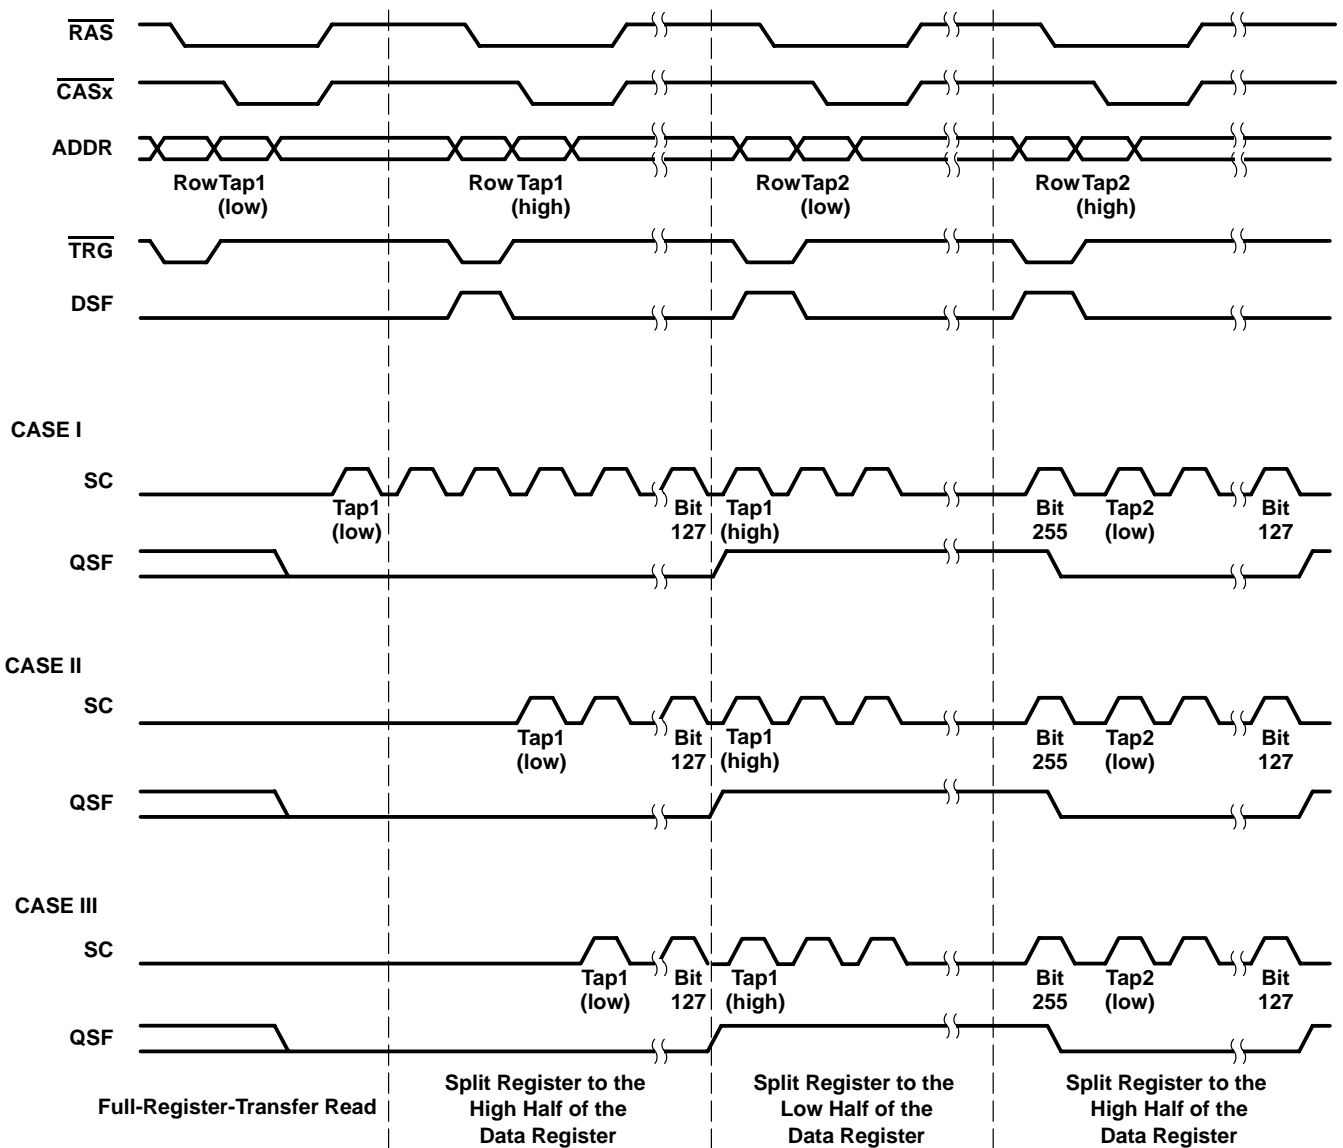 RAS
CASx
ADDR
Row Tap1 (low)
Row Tap1 (high)
Row Tap2 (low)
Row Tap2 (high)
TRG
DSF
CASE I
SC
Tap1 (low)
Bit 127
Tap1 (high)
Bit 255
Tap2 (low)
Bit 127
QSF
CASE II
SC
Tap1 (low)
Bit 127
Tap1 (high)
Bit 255
Tap2 (low)
Bit 127
QSF
CASE III
SC
Tap1 (low)
Bit 127
Tap1 (high)
Bit 255
Tap2 (low)
Bit 127
QSF
Full-Register-Transfer Read
Split Register to the
High Half of the
Data Register
Split Register to the
Low Half of the
Data Register
Split Register to the
High Half of the
Data Register